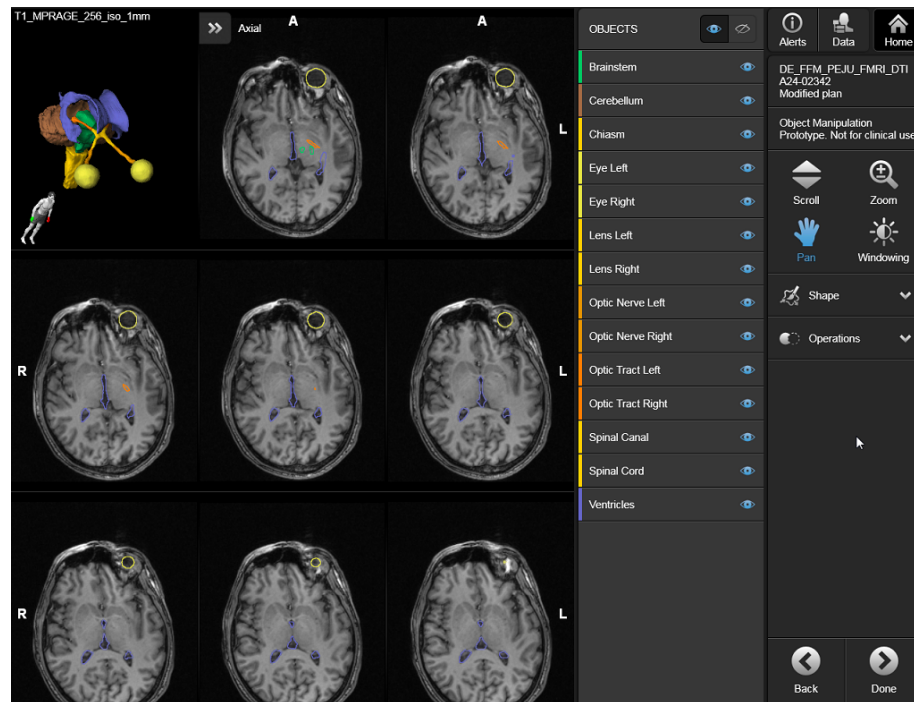 T1_MPRAGE_256_iso_1mm
Axial
A
A
L
R
L
R
L
OBJECTS
Brainstem
Cerebellum
Chiasm
Eye Left
Eye Right
Lens Left
Lens Right
Optic Nerve Left
Optic Nerve Right
Optic Tract Left
Optic Tract Right
Spinal Canal
Spinal Cord
Ventricles
Alerts
Data
Home
DE_FFM_PEJU_FMRI_DTI
A24-02342
Modified plan
Object Manipulation
Prototype. Not for clinical use
Scroll
Zoom
Pan
Windowing
Shape
Operations
Back
Done